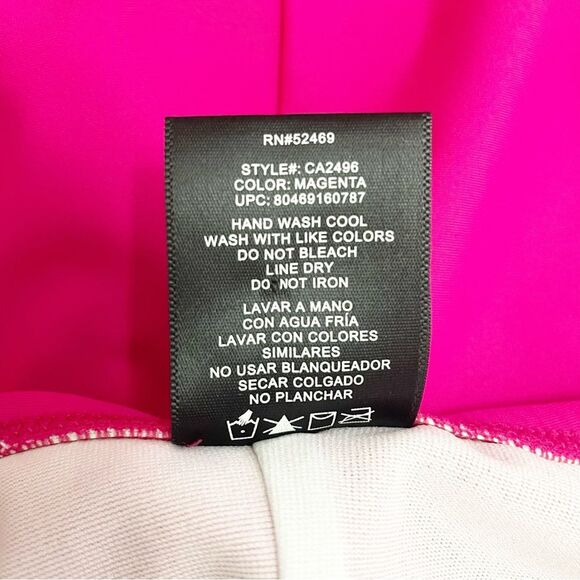 RN#52469
STYLE#: CA2496
COLOR: MAGENTA
UPC: 80469160787
HAND WASH COOL
WASH WITH LIKE COLORS
DO NOT BLEACH
LINE DRY
DO NOT IRON
LAVAR A MANO
CON AGUA FRÍA
LAVAR CON COLORES
SIMILARES
NO USAR BLANQUEADOR
SECAR COLGADO
NO PLANCHAR